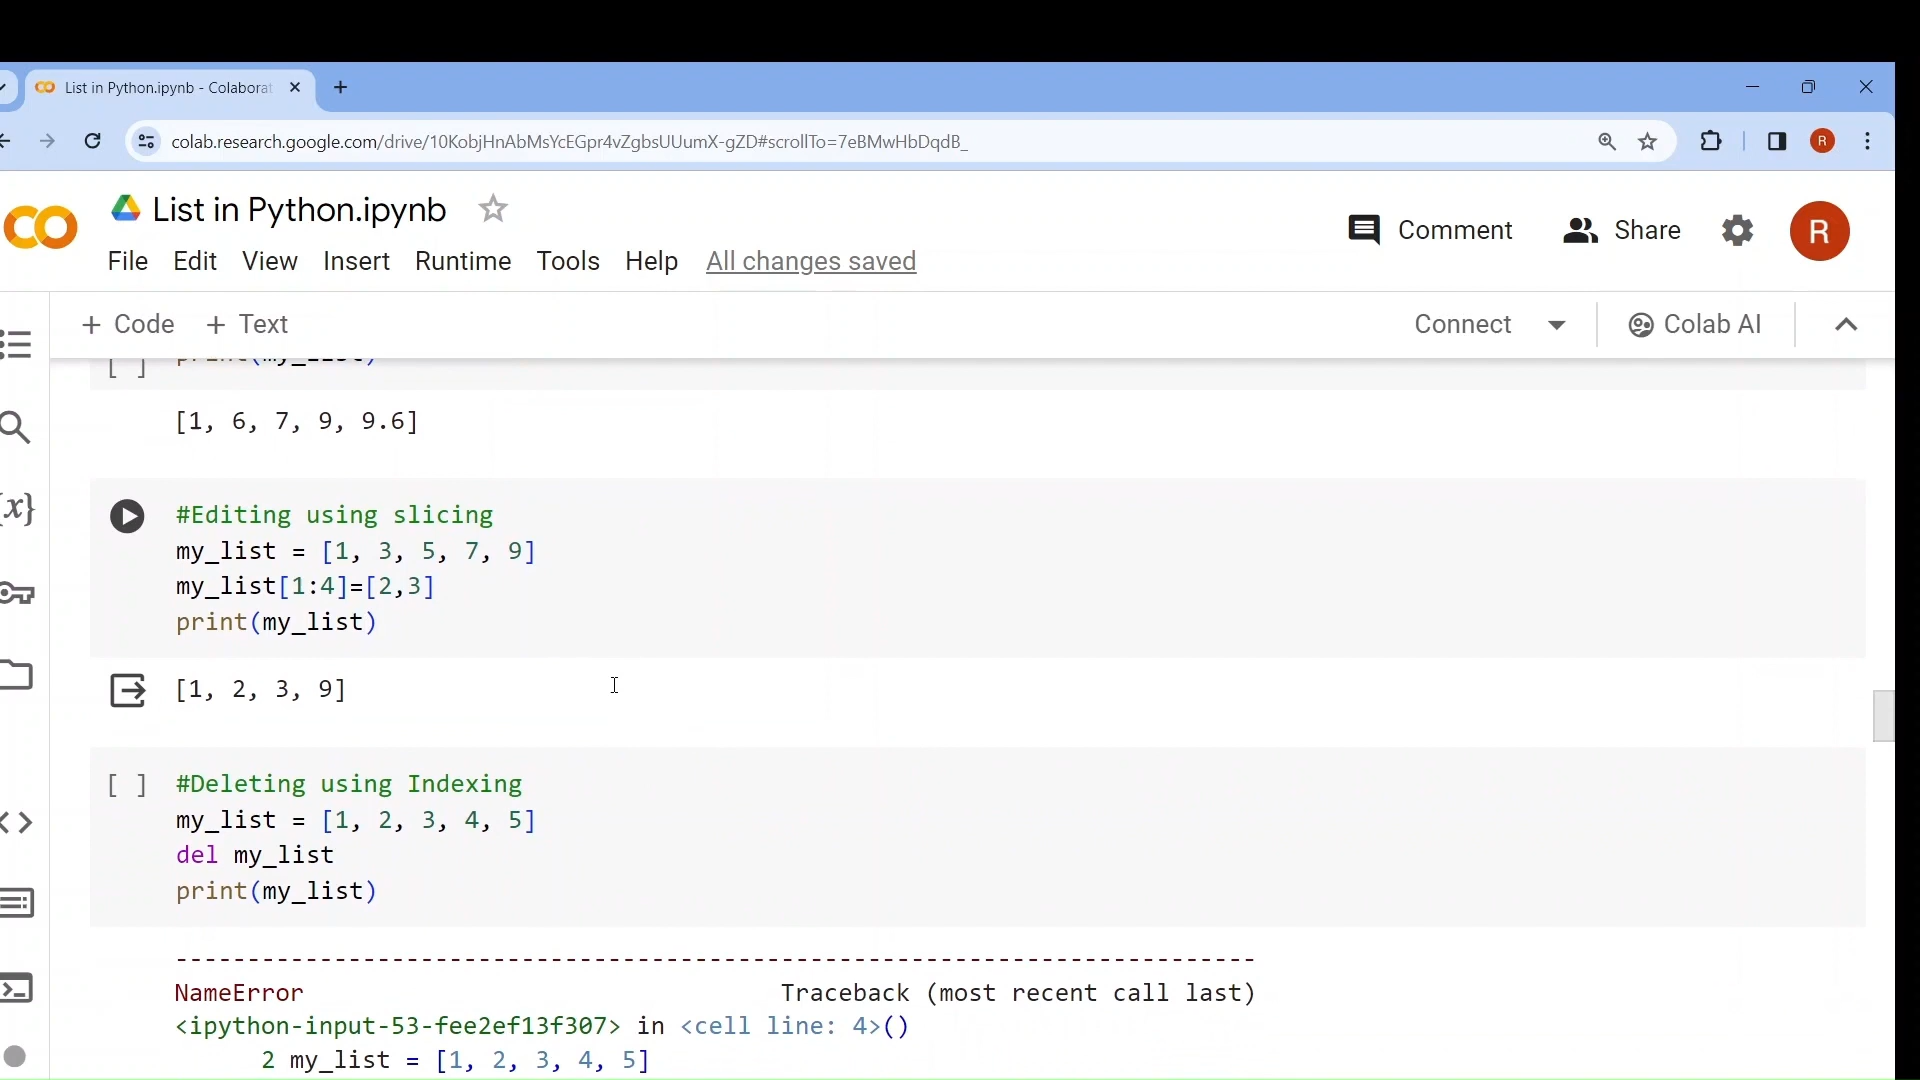 List in Python.ipynb - Colaborat
colab.research.google.com/drive/10KobjHnAbMsYcEGpr4vZgbsUUumX-gZD#scrollTo=7eBMwHbDqdB_
R
List in Python.ipynb
Comment
Share
R
File Edit View Insert Runtime Tools Help All changes saved
+ Code + Text
Connect
Colab AI
[ ] print(my_list)
[1, 6, 7, 9, 9.6]
{x}
#Editing using slicing
my_list = [1, 3, 5, 7, 9]
my_list[1:4]=[2,3]
print(my_list)
[1, 2, 3, 9]
[ ] #Deleting using Indexing
my_list = [1, 2, 3, 4, 5]
del my_list
print(my_list)
---------------------------------------------------------------------------
NameError Traceback (most recent call last)
<ipython-input-53-fee2ef13f307> in <cell line: 4>()
2 my_list = [1, 2, 3, 4, 5]